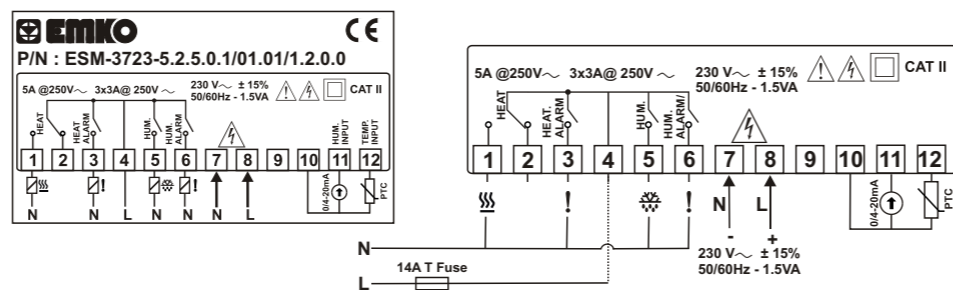 EMKO CE
P/N : ESM-3723-5.2.5.0.1/01.01/1.2.0.0
5A @250V~ 3x3A@ 250V ~
230 V~ ± 15%
50/60Hz - 1.5VA
CAT II
HEAT
HEAT
ALARM
HUM.
HUM.
ALARM
HUM.
INPUT
TEMP.
INPUT
1 2 3 4 5 6 7 8 9 10 11 12
! !
0/4-20mA
PTC
N N L N N N L
5A @250V~ 3x3A@ 250V ~
230 V~ ± 15%
50/60Hz - 1.5VA
CAT II
HEAT
HEAT.
ALARM
HUM.
HUM.
ALARM/
1 2 3 4 5 6 7 8 9 10 11 12
! !
N L
- +
230 V~ ± 15%
50/60Hz - 1.5VA
0/4-20mA
PTC
N
L 14A T Fuse